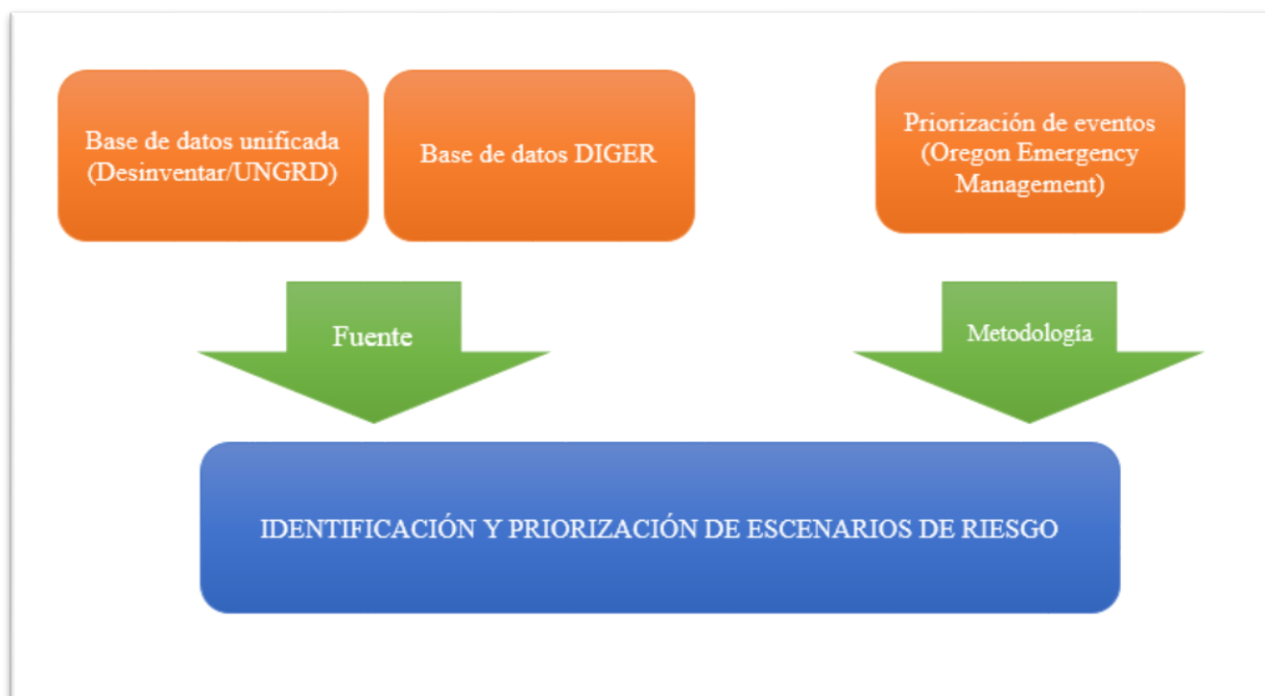 Base de datos unificada
(Desinventar/UNGRD)
Base de datos DIGER
Priorización de eventos
(Oregon Emergency
Management)
Fuente
Metodología
IDENTIFICACIÓN Y PRIORIZACIÓN DE ESCENARIOS DE RIESGO